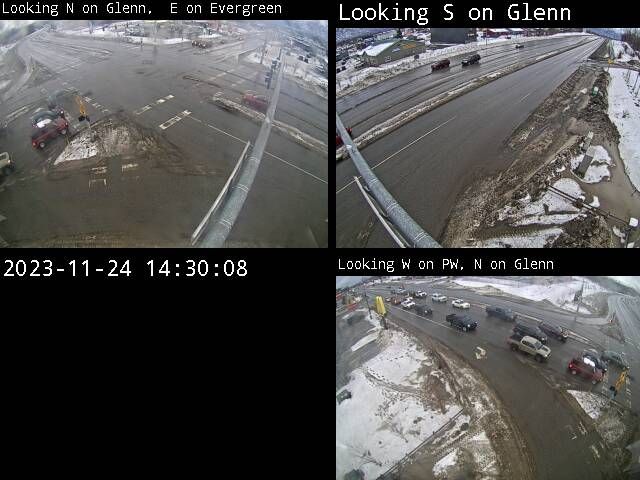 Looking N on Glenn,  E on Evergreen
Looking S on Glenn
2023-11-24 14:30:08
Looking W on PW, N on Glenn